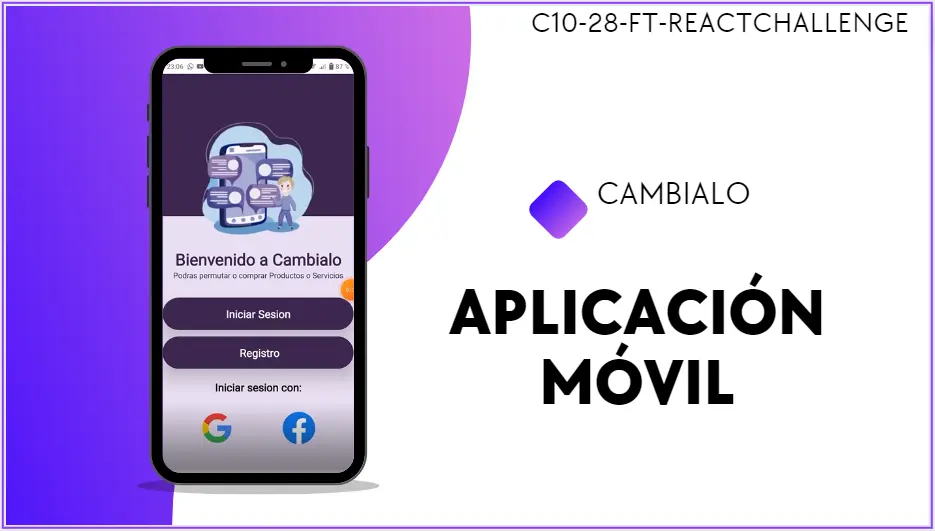 C10-28-FT-REACTCHALLENGE
23:06
87 %
Bienvenido a Cambialo
Podras permutar o comprar Productos o Servicios
Iniciar Sesion
Registro
Iniciar sesion con:
CAMBIALO
APLICACIÓN
MÓVIL